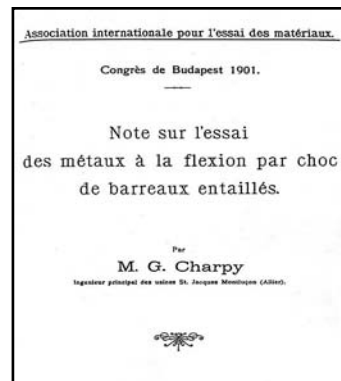 Association internationale pour l'essai des matériaux.
Congrès de Budapest 1901.
Note sur l'essai
des métaux à la flexion par choc
de barreaux entaillés.
Par
M. G. Charpy
Ingenieur principal des usines St. Jacques Montluçon (Allier).